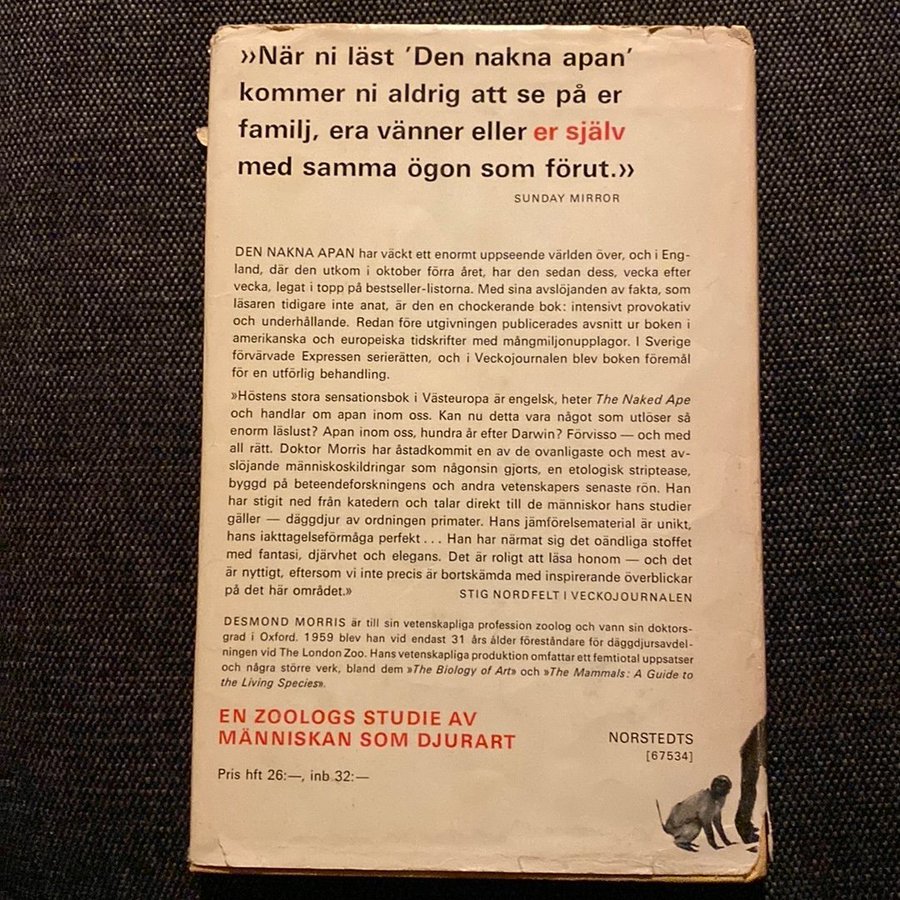 »När ni läst ’Den nakna apan’
kommer ni aldrig att se på er
familj, era vänner eller er själv
med samma ögon som förut.»
SUNDAY MIRROR
DEN NAKNA APAN har väckt ett enormt uppseende världen över, och i Eng-
land, där den utkom i oktober förra året, har den sedan dess, vecka efter
vecka, legat i topp på bestseller-listorna. Med sina avslöjanden av fakta, som
läsaren tidigare inte anat, är den en chockerande bok: intensivt provokativ
och underhållande. Redan före utgivningen publicerades avsnitt ur boken i
amerikanska och europeiska tidskrifter med mångmiljonupplagor. I Sverige
förvärvade Expressen serierätten, och i Veckojournalen blev boken föremål
för en utförlig behandling.
»Höstens stora sensationsbok i Västeuropa är engelsk, heter The Naked Ape
och handlar om apan inom oss. Kan nu detta vara något som utlöser så
enorm läslust? Apan inom oss, hundra år efter Darwin? Förvisso — och med
all rätt. Doktor Morris har åstadkommit en av de ovanligaste och mest av-
slöjande människoskildringar som någonsin gjorts, en etologisk striptease,
byggd på beteendeforskningens och andra vetenskapers senaste rön. Han
har stigit ned från katedern och talar direkt till de människor hans studier
gäller — däggdjur av ordningen primater. Hans jämförelsematerial är unikt,
hans iakttagelseförmåga perfekt... Han har närmat sig det oändliga stoffet
med fantasi, djärvhet och elegans. Det är roligt att läsa honom — och det
är nyttigt, eftersom vi inte precis är bortskämda med inspirerande överblickar
på det här området.» STIG NORDFELT I VECKOJOURNALEN
DESMOND MORRIS är till sin vetenskapliga profession zoolog och vann sin doktors-
grad i Oxford. 1959 blev han vid endast 31 års ålder föreståndare för däggdjursavdel-
ningen vid The London Zoo. Hans vetenskapliga produktion omfattar ett femtiotal uppsatser
och några större verk, bland dem »The Biology of Art» och »The Mammals: A Guide to
the Living Species».
EN ZOOLOGS STUDIE AV
MÄNNISKAN SOM DJURART
NORSTEDTS
[67534]
Pris hft 26:—, inb 32:—